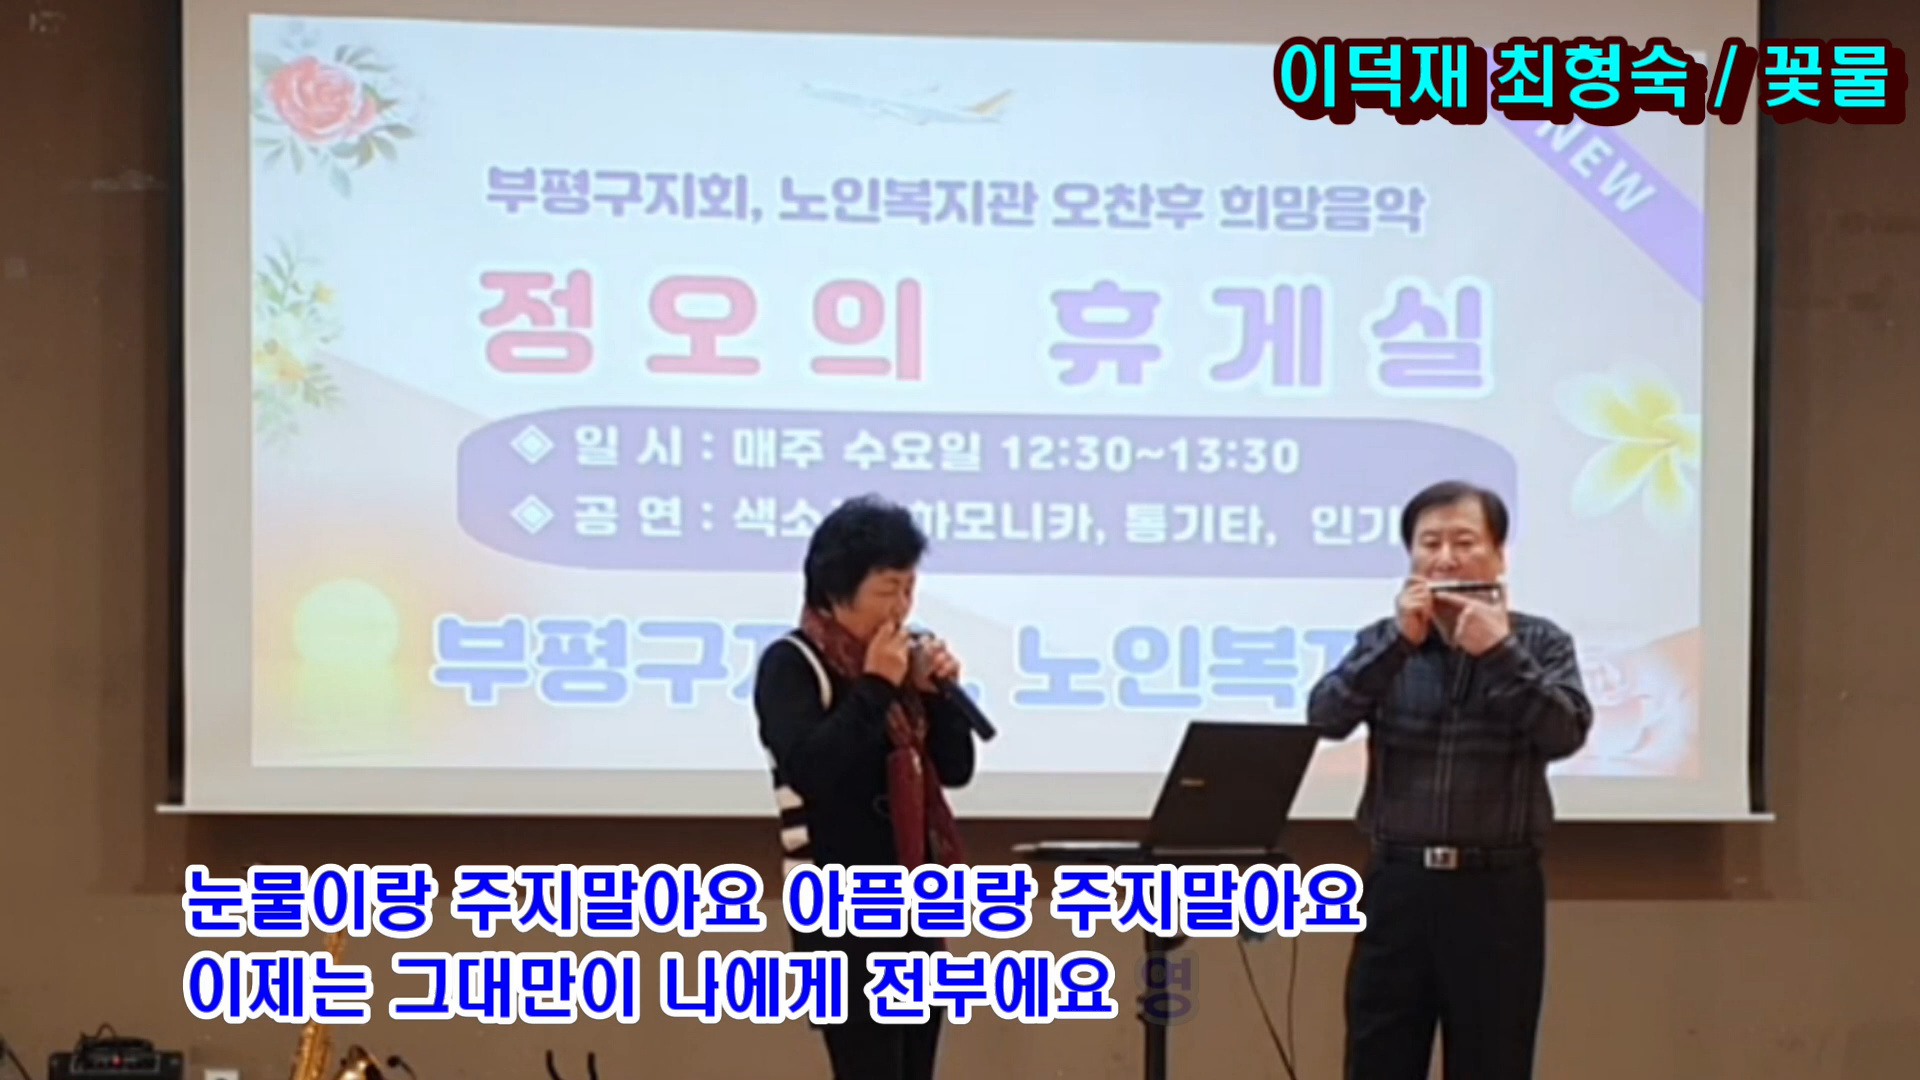 이덕재 최형숙 / 꽃물
NEW
부평구지회, 노인복지관 오찬후 희망음악
정오의 휴게실
◈ 일 시 : 매주 수요일 12:30~13:30
◈ 공 연 : 하모니카, 통기타, 인기
부평구 노인복지
눈물이랑 주지말아요 아픔일랑 주지말아요
이제는 그대만이 나에게 전부에요 영